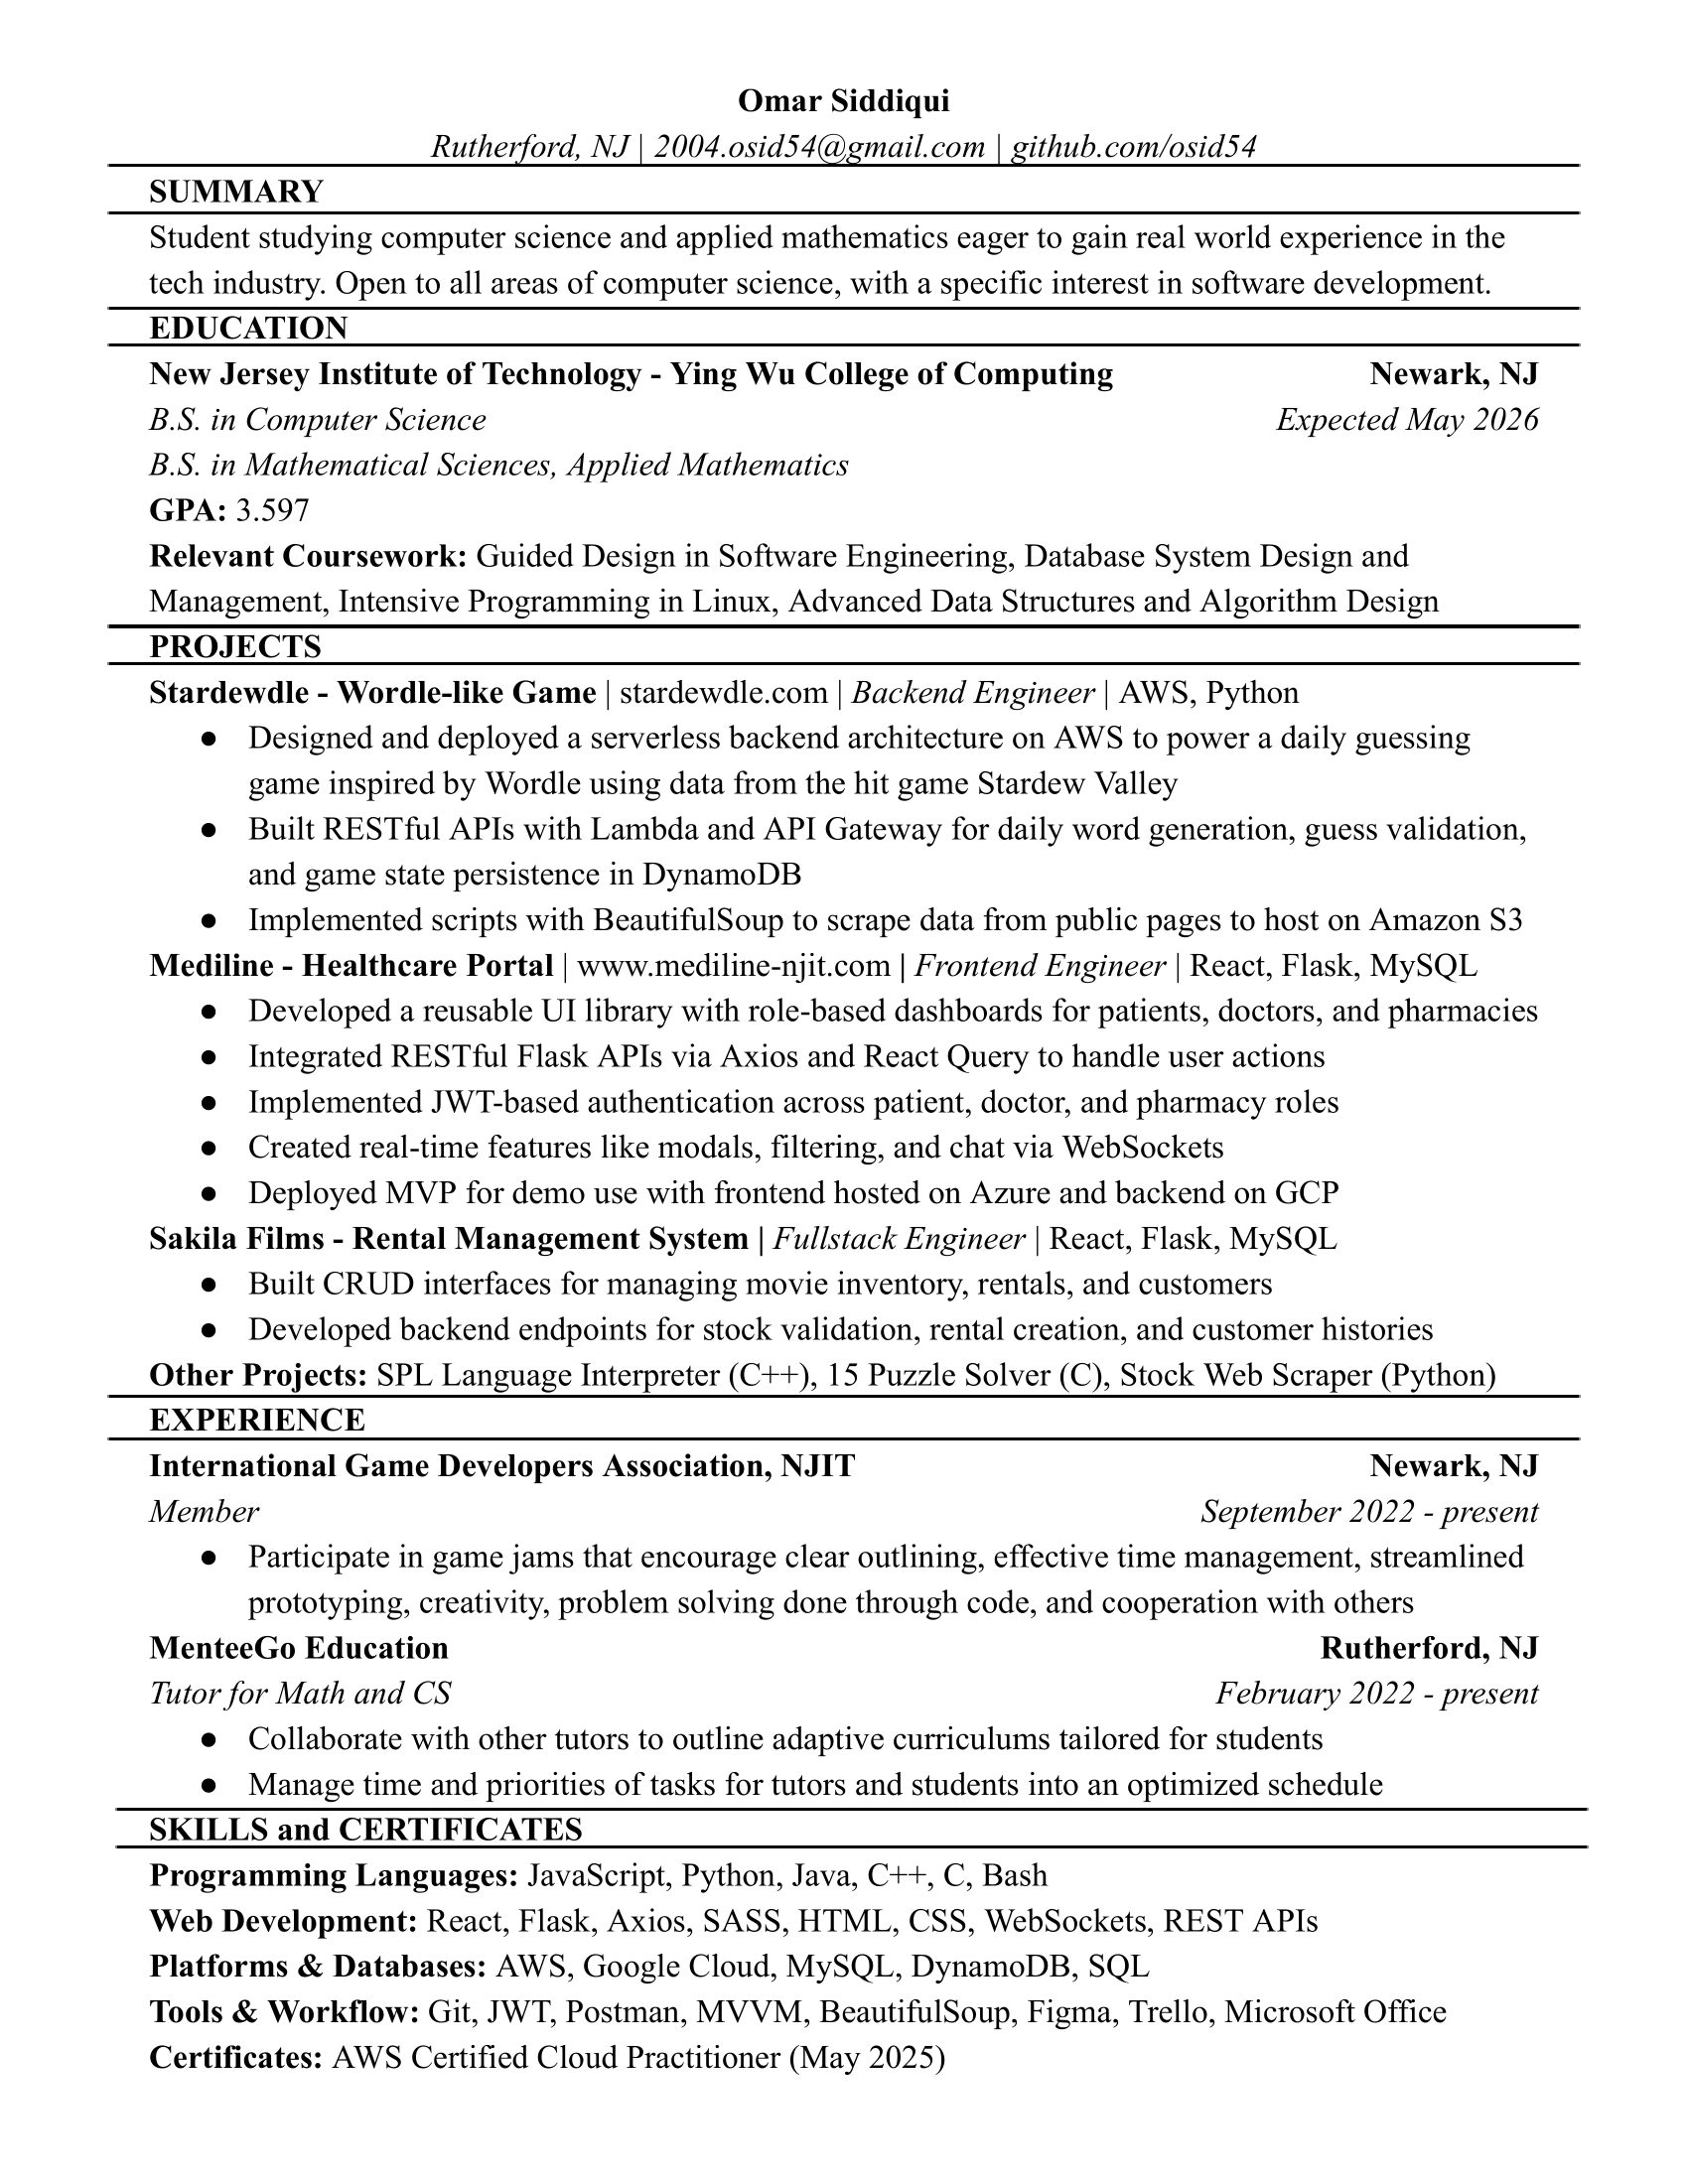 Omar Siddiqui
Rutherford, NJ | 2004.osid54@gmail.com | github.com/osid54
SUMMARY
Student studying computer science and applied mathematics eager to gain real world experience in the
tech industry. Open to all areas of computer science, with a specific interest in software development.
EDUCATION
New Jersey Institute of Technology - Ying Wu College of Computing Newark, NJ
B.S. in Computer Science Expected May 2026
B.S. in Mathematical Sciences, Applied Mathematics
GPA: 3.597
Relevant Coursework: Guided Design in Software Engineering, Database System Design and
Management, Intensive Programming in Linux, Advanced Data Structures and Algorithm Design
PROJECTS
Stardewdle - Wordle-like Game | stardewdle.com | Backend Engineer | AWS, Python
● Designed and deployed a serverless backend architecture on AWS to power a daily guessing
game inspired by Wordle using data from the hit game Stardew Valley
● Built RESTful APIs with Lambda and API Gateway for daily word generation, guess validation,
and game state persistence in DynamoDB
● Implemented scripts with BeautifulSoup to scrape data from public pages to host on Amazon S3
Mediline - Healthcare Portal | www.mediline-njit.com | Frontend Engineer | React, Flask, MySQL
● Developed a reusable UI library with role-based dashboards for patients, doctors, and pharmacies
● Integrated RESTful Flask APIs via Axios and React Query to handle user actions
● Implemented JWT-based authentication across patient, doctor, and pharmacy roles
● Created real-time features like modals, filtering, and chat via WebSockets
● Deployed MVP for demo use with frontend hosted on Azure and backend on GCP
Sakila Films - Rental Management System | Fullstack Engineer | React, Flask, MySQL
● Built CRUD interfaces for managing movie inventory, rentals, and customers
● Developed backend endpoints for stock validation, rental creation, and customer histories
Other Projects: SPL Language Interpreter (C++), 15 Puzzle Solver (C), Stock Web Scraper (Python)
EXPERIENCE
International Game Developers Association, NJIT Newark, NJ
Member September 2022 - present
● Participate in game jams that encourage clear outlining, effective time management, streamlined
prototyping, creativity, problem solving done through code, and cooperation with others
MenteeGo Education Rutherford, NJ
Tutor for Math and CS February 2022 - present
● Collaborate with other tutors to outline adaptive curriculums tailored for students
● Manage time and priorities of tasks for tutors and students into an optimized schedule
SKILLS and CERTIFICATES
Programming Languages: JavaScript, Python, Java, C++, C, Bash
Web Development: React, Flask, Axios, SASS, HTML, CSS, WebSockets, REST APIs
Platforms & Databases: AWS, Google Cloud, MySQL, DynamoDB, SQL
Tools & Workflow: Git, JWT, Postman, MVVM, BeautifulSoup, Figma, Trello, Microsoft Office
Certificates: AWS Certified Cloud Practitioner (May 2025)